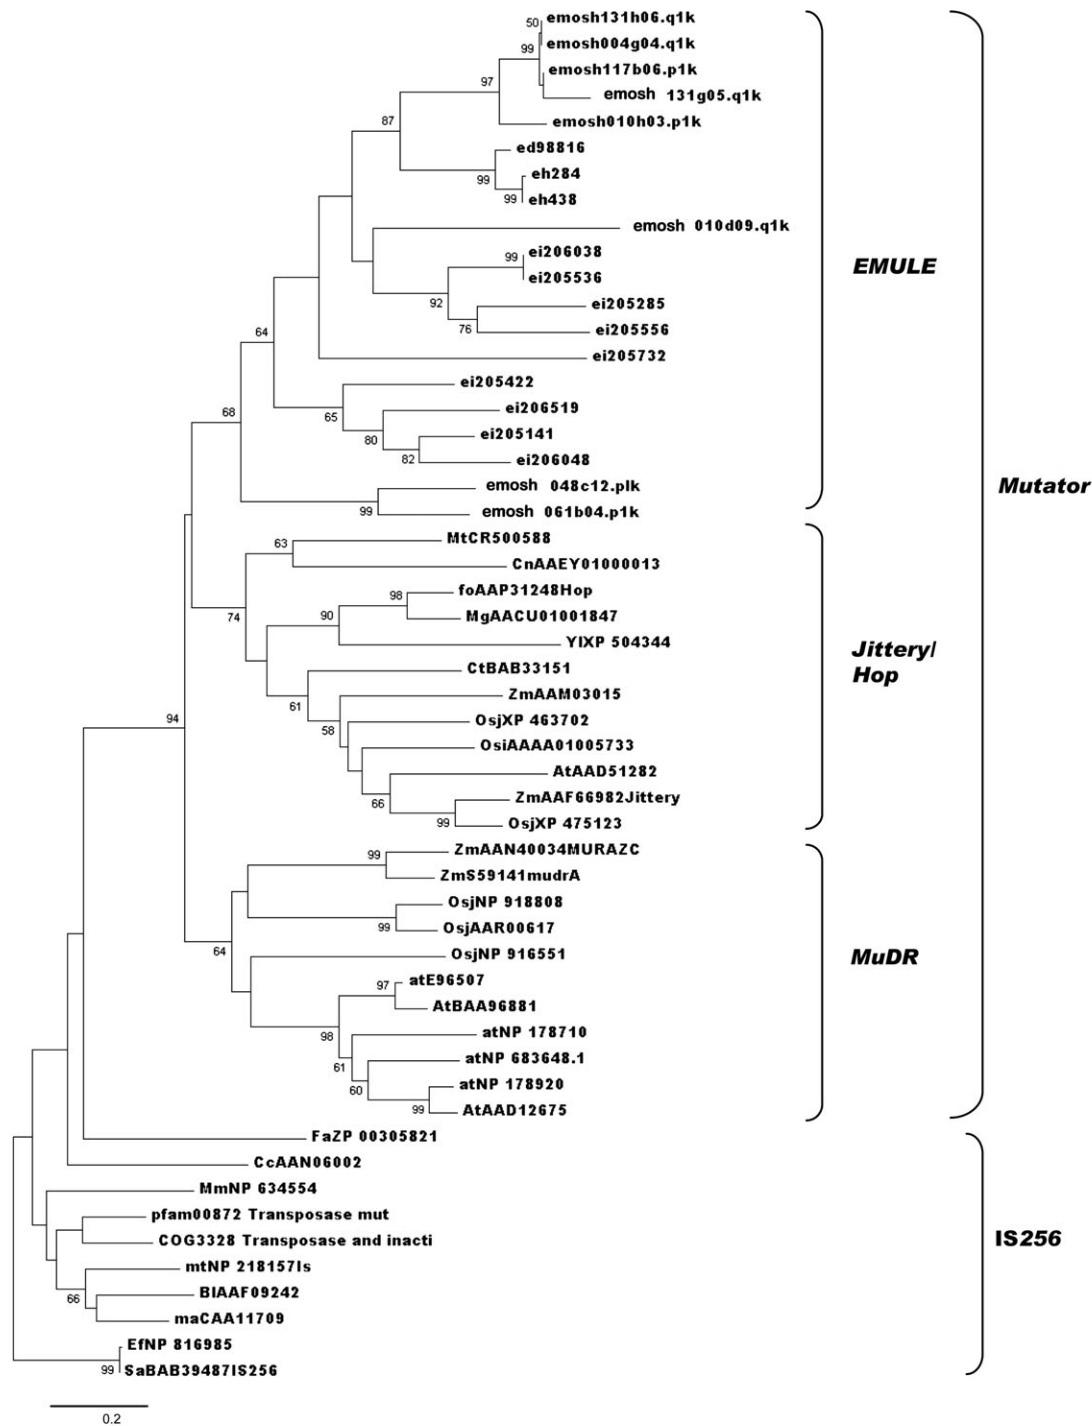 50
emosh131h06.q1k
emosh004g04.q1k
99
emosh117b06.p1k
97
emosh 131g05.q1k
emosh010h03.p1k
87
ed98816
eh284
99
99
eh438
emosh 010d09.q1k
99
ei206038
EMULE
ei205536
92
ei205285
76
ei205556
64
ei205732
ei205422
65
ei206519
68
80
ei205141
82
ei206048
emosh 048c12.plk
Mutator
99
emosh 061b04.p1k
63
MtCR500588
CnAAEY01000013
98
foAAP31248Hop
74
90
MgAACU01001847
YIXP 504344
Jittery/
Hop
CtBAB33151
61
ZmAAM03015
94
58
OsjXP 463702
OsiAAAA01005733
AtAAD51282
66
ZmAAF66982Jittery
99
OsjXP 475123
99
ZmAAN40034MURAZC
ZmS59141mudrA
OsjNP 918808
99
OsjAAR00617
64
OsjNP 916551
MuDR
97
atE96507
AtBAA96881
98
atNP 178710
61
atNP 683648.1
60
atNP 178920
99
AtAAD12675
FaZP 00305821
CcAAN06002
MmNP 634554
pfam00872 Transposase mut
COG3328 Transposase and inacti
IS256
mtNP 218157Is
66
BIAAF09242
maCAA11709
EfNP 816985
99
SaBAB39487IS256
0.2